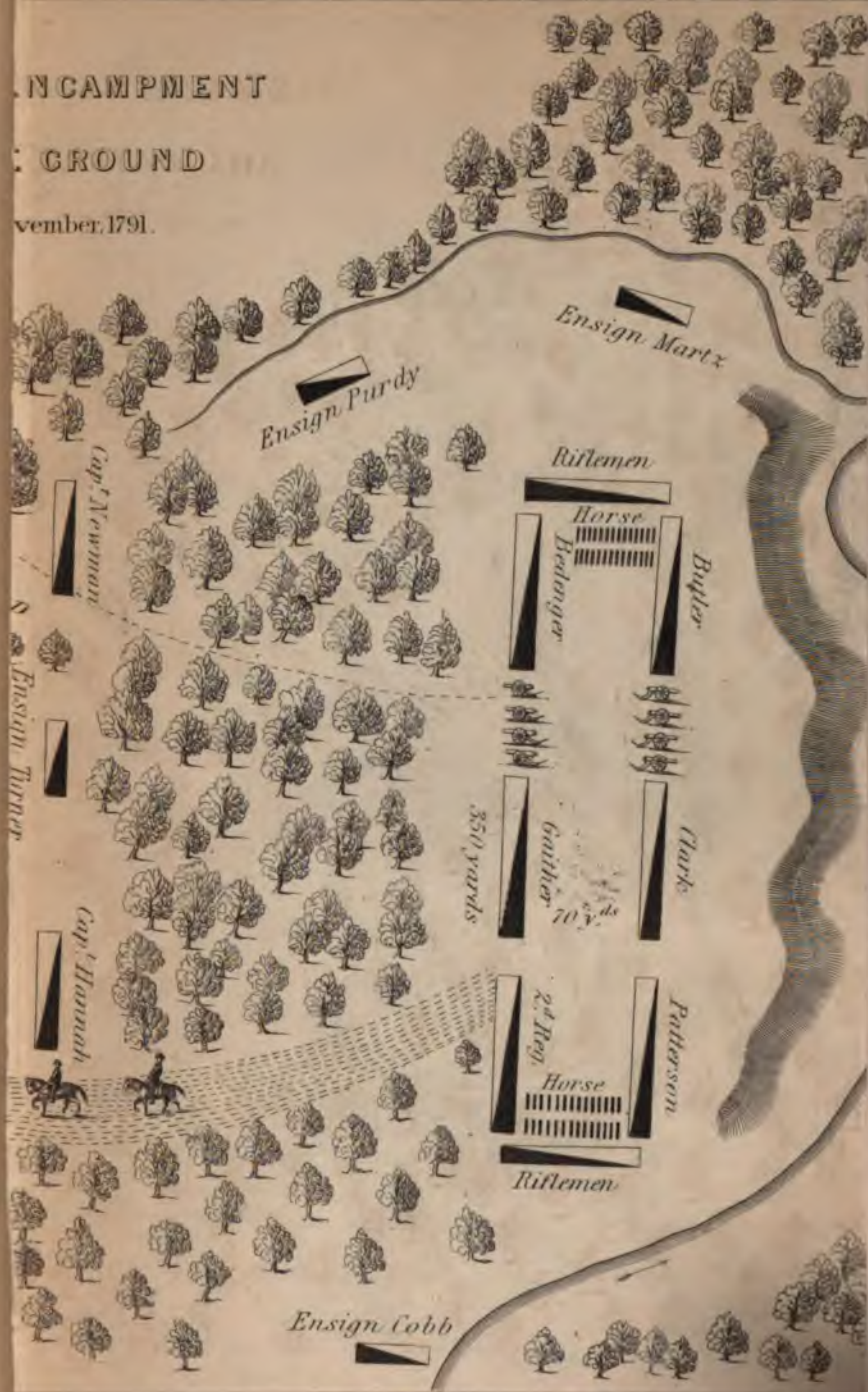 NCAMPMENT
GROUND
vember, 1791.
Ensign Martz
Ensign Purdy
Riflemen
Horse
Capt. Newman
Bedenger
Butler
Ensign Turner
350 yards
Gaither
70 yds
Clark
Capt. Hannah
2d Reg.
Patterson
Horse
Riflemen
Ensign Cobb